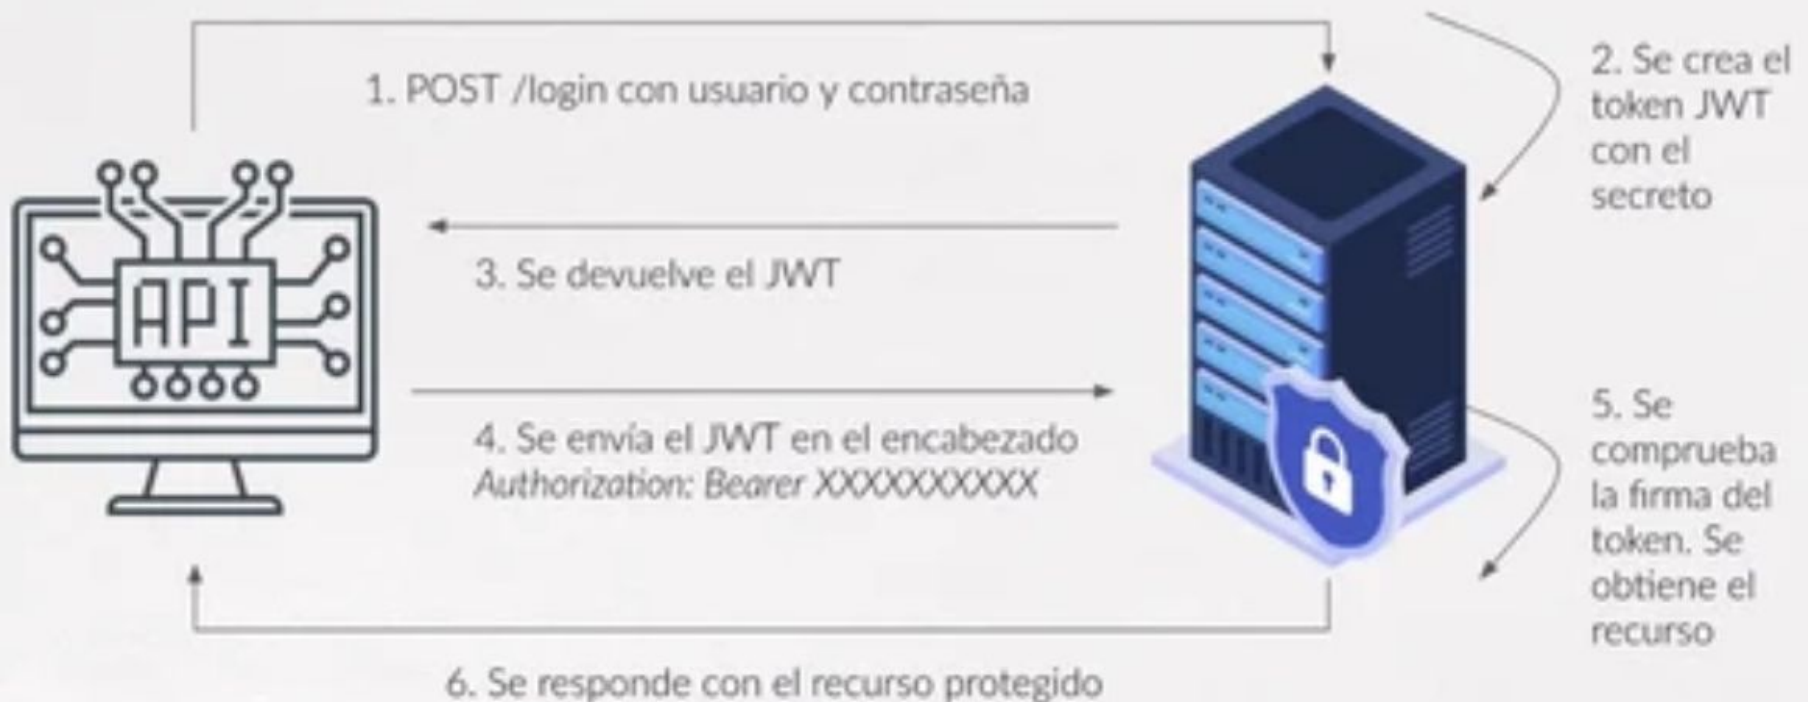 1. POST /login con usuario y contraseña
2. Se crea el
token JWT
con el
secreto
3. Se devuelve el JWT
API
4. Se envía el JWT en el encabezado
Authorization: Bearer XXXXXXXXXX
5. Se
comprueba
la firma del
token. Se
obtiene el
recurso
6. Se responde con el recurso protegido